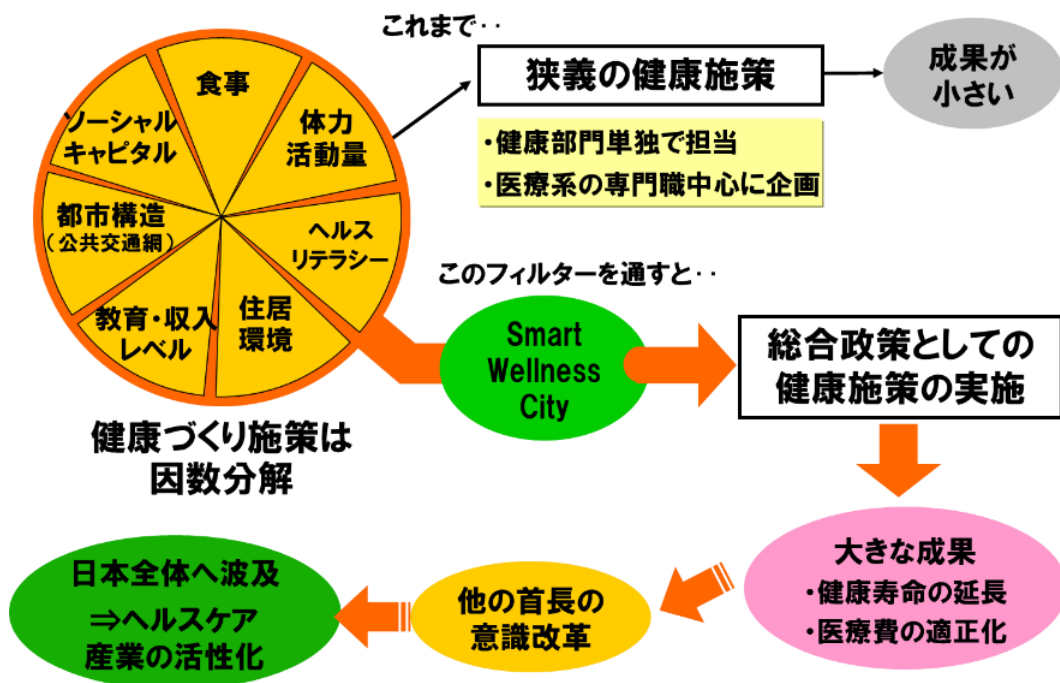 これまで‥
狭義の健康施策
成果が
小さい
・健康部門単独で担当
・医療系の専門職中心に企画
食事
体力
活動量
ヘルス
リテラシー
住居
環境
教育・収入
レベル
都市構造
（公共交通網）
ソーシャル
キャピタル
健康づくり施策は
因数分解
このフィルターを通すと‥
Smart
Wellness
City
総合政策としての
健康施策の実施
大きな成果
・健康寿命の延長
・医療費の適正化
他の首長の
意識改革
日本全体へ波及
⇒ヘルスケア
産業の活性化